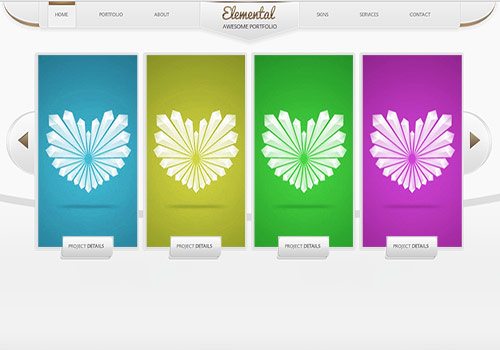 HOME PORTFOLIO ABOUT Elemental SKINS SERVICES CONTACT
AWESOME PORTFOLIO
PROJECT DETAILS PROJECT DETAILS PROJECT DETAILS PROJECT DETAILS